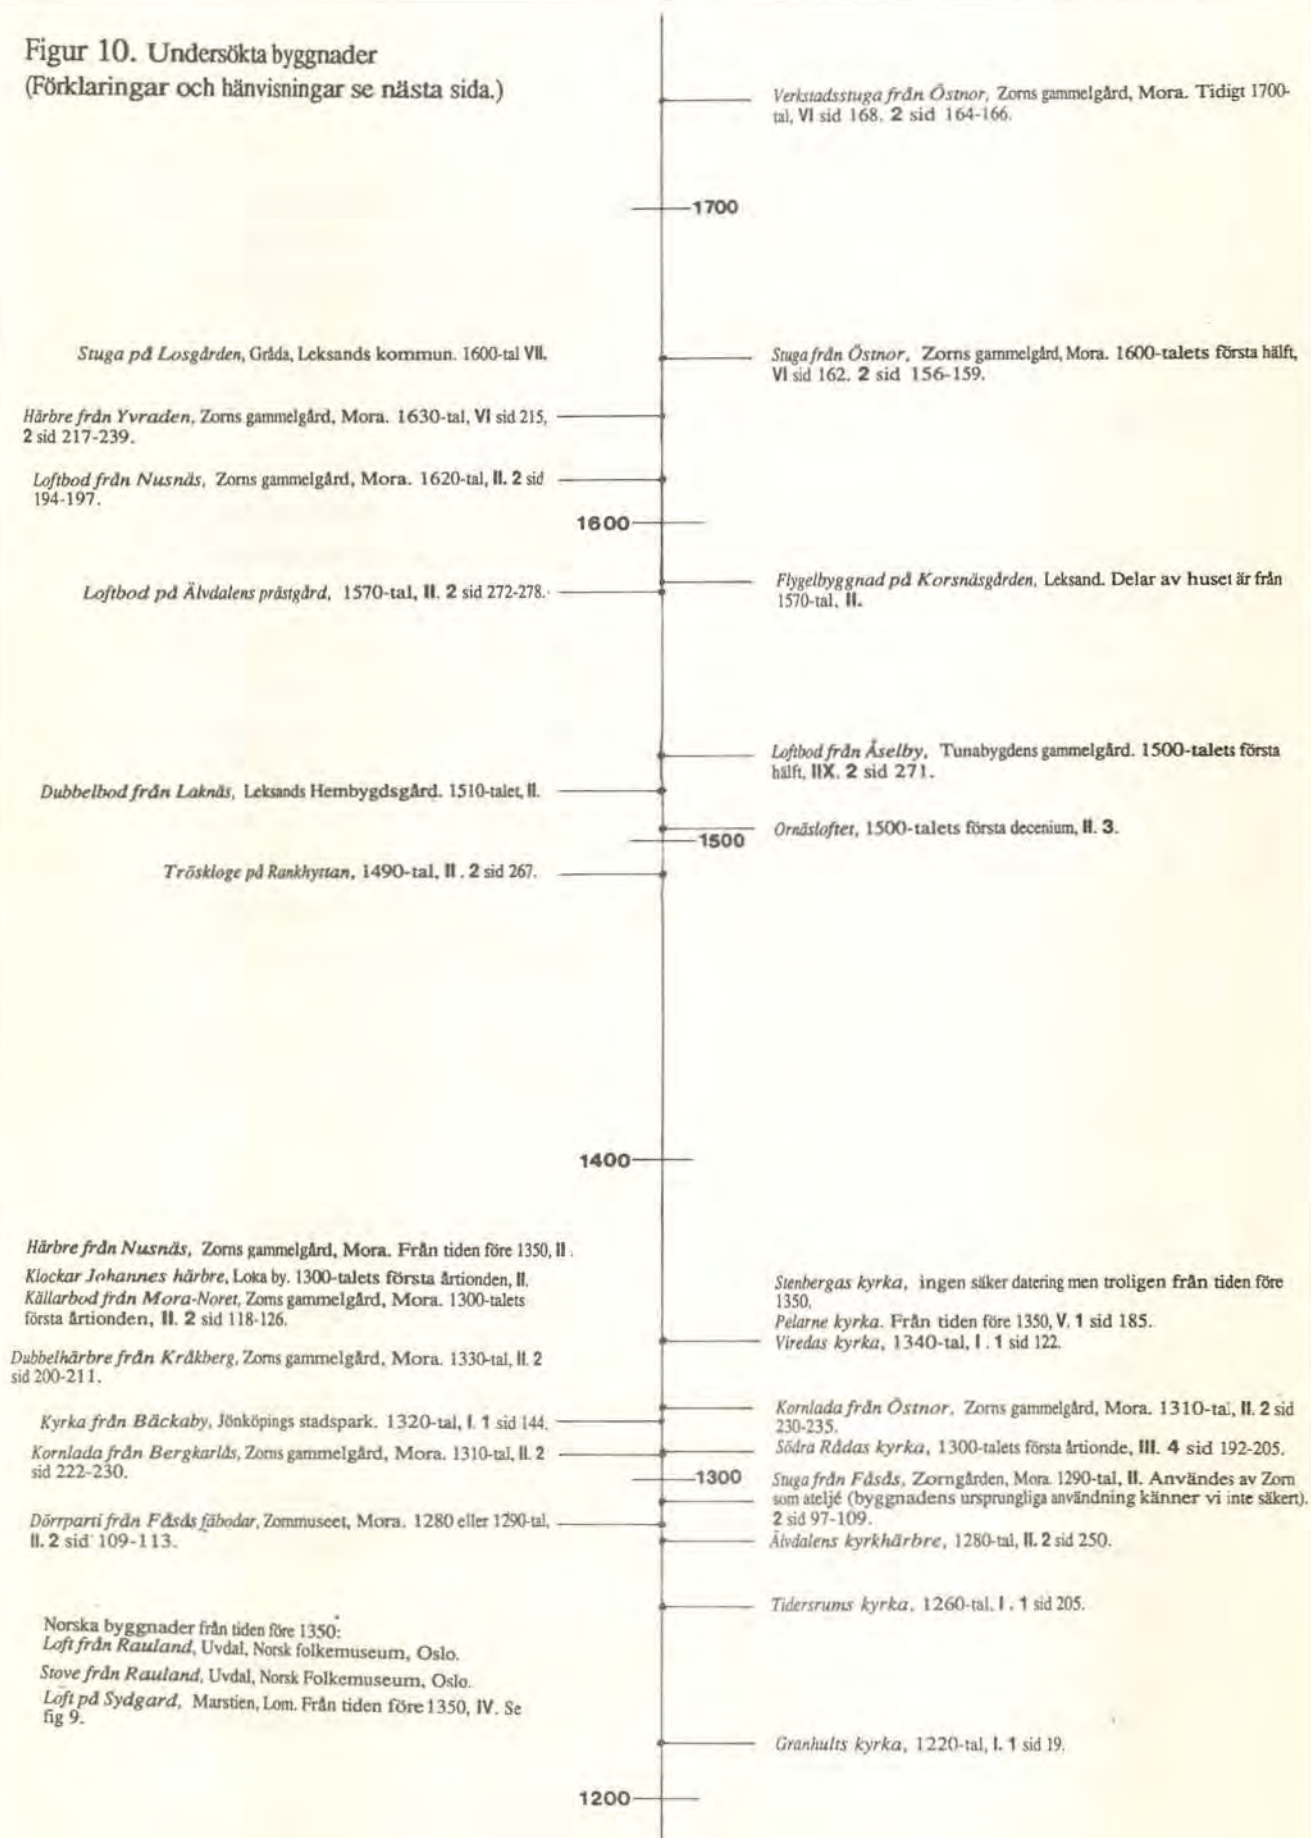 Figur 10. Undersökta byggnader
(Förklaringar och hänvisningar se nästa sida.)
Verkstadsstuga från Östnor, Zorns gammelgård, Mora. Tidigt 1700-
tal, VI sid 168. 2 sid 164-166.
1700
Stuga på Losgården, Gråda, Leksands kommun. 1600-tal VII.
Stuga från Östnor, Zorns gammelgård, Mora. 1600-talets första hälft,
VI sid 162. 2 sid 156-159.
Härbre från Yvraden, Zorns gammelgård, Mora. 1630-tal, VI sid 215,
2 sid 217-239.
Loftbod från Nusnäs, Zorns gammelgård, Mora. 1620-tal, II. 2 sid
194-197.
1600
Loftbod på Älvdalens prästgård, 1570-tal, II. 2 sid 272-278.
Flygelbyggnad på Korsnäsgården, Leksand. Delar av huset är från
1570-tal, II.
Loftbod från Åselby, Tunabygdens gammelgård. 1500-talets första
hälft, IIX. 2 sid 271.
Dubbelbod från Laknäs, Leksands Hembygdsgård. 1510-talet, II.
Ornäsloftet, 1500-talets första decenium, II. 3.
1500
Tröskloge på Rankhyttan, 1490-tal, II . 2 sid 267.
1400
Härbre från Nusnäs, Zorns gammelgård, Mora. Från tiden före 1350, II .
Klockar Johannes härbre, Loka by. 1300-talets första årtionden, II.
Källarbod från Mora-Noret, Zorns gammelgård, Mora. 1300-talets
första årtionden, II. 2 sid 118-126.
Stenbergas kyrka, ingen säker datering men troligen från tiden före
1350.
Pelarne kyrka. Från tiden före 1350, V. 1 sid 185.
Viredas kyrka, 1340-tal, I . 1 sid 122.
Dubbelhärbre från Kråkberg, Zorns gammelgård, Mora. 1330-tal, II. 2
sid 200-211.
Kyrka från Bäckaby, Jönköpings stadspark. 1320-tal, I. 1 sid 144.
Kornlada från Östnor, Zorns gammelgård, Mora. 1310-tal, II. 2 sid
230-235.
Kornlada från Bergkarlås, Zorns gammelgård, Mora. 1310-tal, II. 2
sid 222-230.
Södra Rådas kyrka, 1300-talets första årtionde, III. 4 sid 192-205.
1300
Stuga från Fåsås, Zorngården, Mora. 1290-tal, II. Användes av Zorn
som ateljé (byggnadens ursprungliga användning känner vi inte säkert).
2 sid 97-109.
Dörrparti från Fåsås fäbodar, Zornmuseet, Mora. 1280 eller 1290-tal,
II. 2 sid 109-113.
Älvdalens kyrkhärbre, 1280-tal, II. 2 sid 250.
Tidersrums kyrka, 1260-tal, I . 1 sid 205.
Norska byggnader från tiden före 1350:
Loft från Rauland, Uvdal, Norsk folkemuseum, Oslo.
Stove från Rauland, Uvdal, Norsk Folkemuseum, Oslo.
Loft på Sydgard, Marstien, Lom. Från tiden före 1350, IV. Se
fig 9.
Granhults kyrka, 1220-tal, I. 1 sid 19.
1200